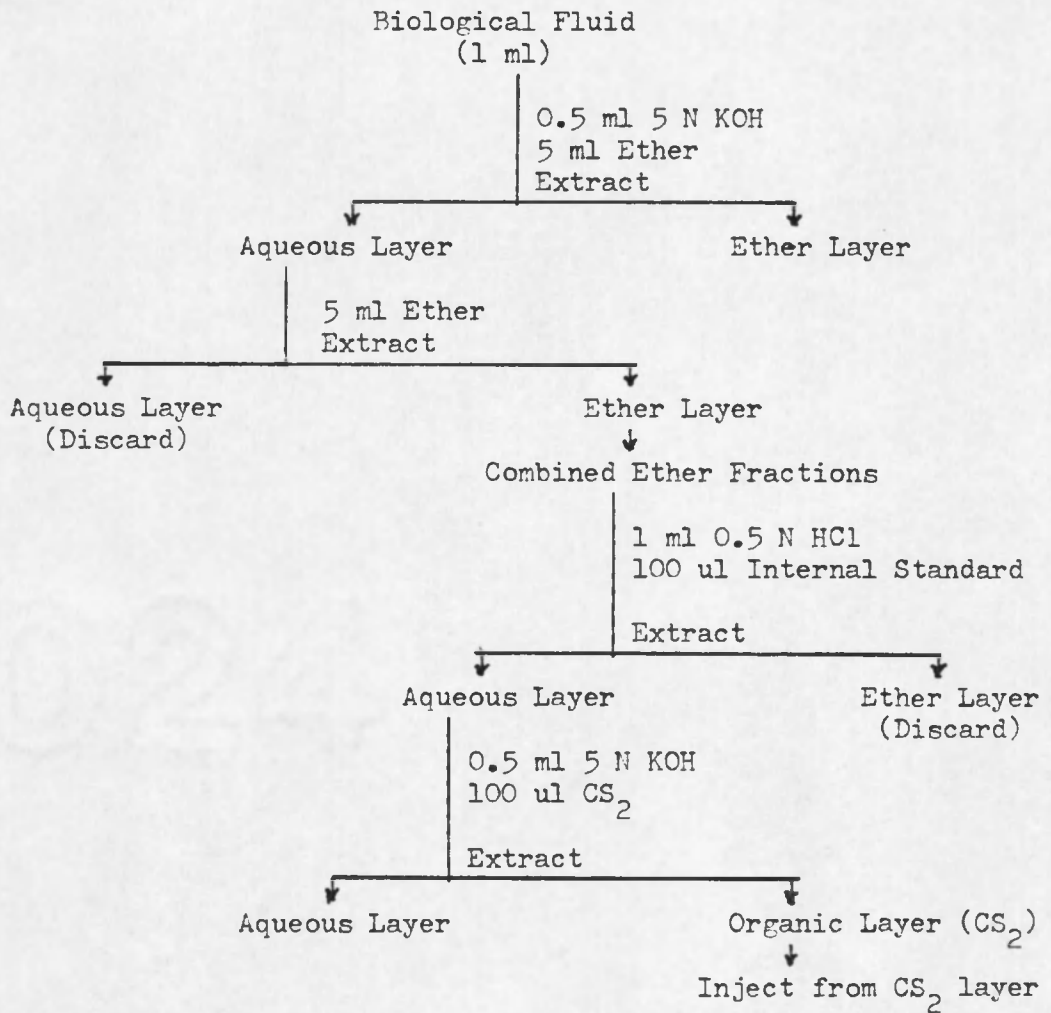 Biological Fluid
(1 ml)
0.5 ml 5 N KOH
5 ml Ether
Extract
Aqueous Layer
Ether Layer
5 ml Ether
Extract
Aqueous Layer
(Discard)
Ether Layer
Combined Ether Fractions
1 ml 0.5 N HCl
100 ul Internal Standard
Extract
Aqueous Layer
Ether Layer
(Discard)
0.5 ml 5 N KOH
100 ul CS₂
Extract
Aqueous Layer
Organic Layer (CS₂)
Inject from CS₂ layer